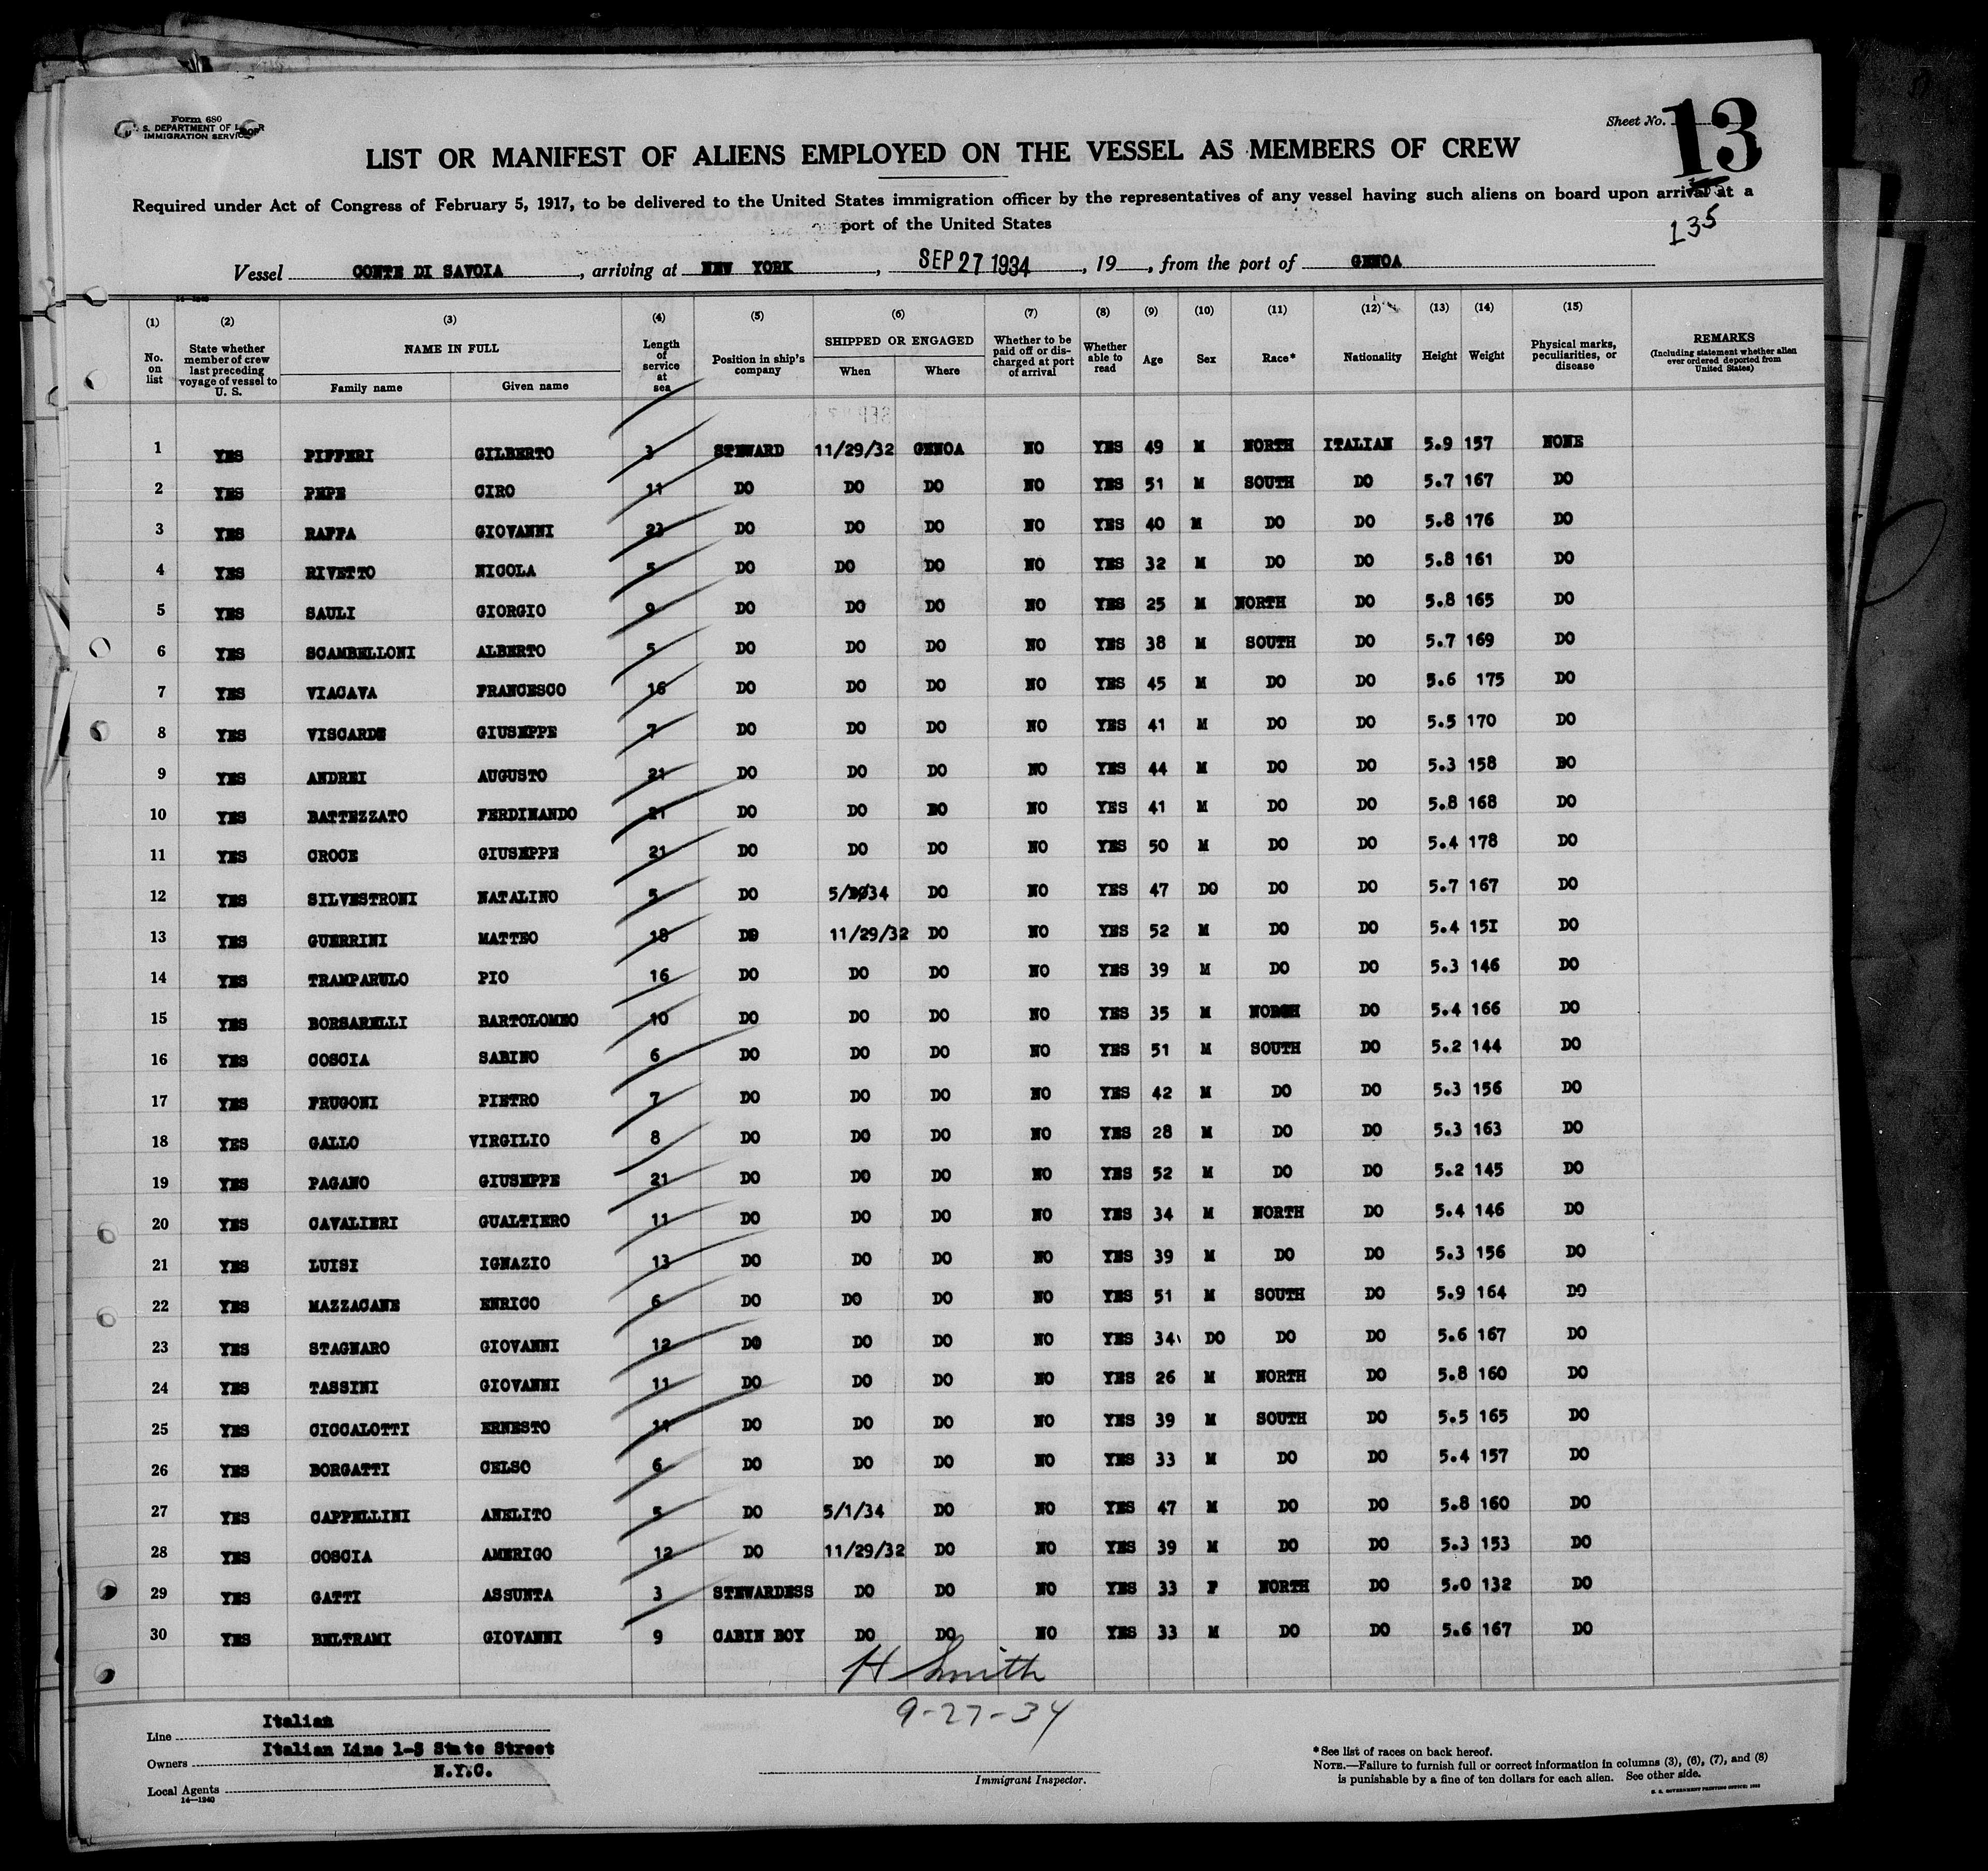 Form 680
S. DEPARTMENT OF
IMMIGRATION SERVICE
Sheet No. 13
LIST OR MANIFEST OF ALIENS EMPLOYED ON THE VESSEL AS MEMBERS OF CREW
Required under Act of Congress of February 5, 1917, to be delivered to the United States immigration officer by the representatives of any vessel having such aliens on board upon arrival at a
port of the United States
135
Vessel CONTE DI SAVOIA, arriving at NEW YORK, SEP 27 1934, 19, from the port of GENOA
(1) (2) (3) (4) (5) (6) (7) (8) (9) (10) (11) (12) (13) (14) (15)
No. on list State whether member of crew last preceding voyage of vessel to U. S. NAME IN FULL Family name Given name Length of service at sea Position in ship's company SHIPPED OR ENGAGED When Where Whether to be paid off or discharged at port of arrival Whether able to read Age Sex Race* Nationality Height Weight Physical marks, peculiarities, or disease REMARKS (Including statement whether alien ever ordered deported from United States)
1 YES PIFFERI GILBERTO 3 STEWARD 11/29/32 GENOA NO YES 49 M NORTH ITALIAN 5.9 157 NONE
2 YES PEPE CIRO 11 DO DO DO NO YES 51 M SOUTH DO 5.7 167 DO
3 YES RAFFA GIOVANNI 23 DO DO DO NO YES 40 M DO DO 5.8 176 DO
4 YES RIVETTO NICOLA 5 DO DO DO NO YES 32 M DO DO 5.8 161 DO
5 YES SAULI GIORGIO 9 DO DO DO NO YES 25 M NORTH DO 5.8 165 DO
6 YES SCAMBELLONI ALBERTO 5 DO DO DO NO YES 38 M SOUTH DO 5.7 169 DO
7 YES VIACAVA FRANCESCO 16 DO DO DO NO YES 45 M DO DO 5.6 175 DO
8 YES GIUSEPPE 7 DO DO DO NO YES 41 M DO DO 5.5 170 DO
9 YES ANDREI AUGUSTO 21 DO DO DO NO YES 44 M DO DO 5.3 158 BO
10 YES BATTEZZATO FERDINANDO 21 DO DO DO NO YES 41 M DO DO 5.8 168 DO
11 YES CROCE GIUSEPPE 21 DO DO DO NO YES 50 M DO DO 5.4 178 DO
12 YES SILVESTRONI NATALINO 5 DO DO NO YES 47 DO DO DO 5.7 167 DO
13 YES GUERRINI MATTEO 18 DO 11/29/32 DO NO YES 52 M DO DO 5.4 15I DO
14 YES TRAMPARULO PIO 16 DO DO DO NO YES 39 M DO DO 5.3 146 DO
15 YES BORSARELLI BARTOLOMEO 10 DO DO DO NO YES 35 M DO 5.4 166 DO
16 YES COSCIA SABINO 6 DO DO DO NO YES 51 M SOUTH DO 5.2 144 DO
17 YES FRUGONI PIETRO 7 DO DO DO NO YES 42 M DO DO 5.3 156 DO
18 YES GALLO VIRGILIO 8 DO DO DO NO YES 28 M DO DO 5.3 163 DO
19 YES PAGANO GIUSEPPE 21 DO DO DO NO YES 52 M DO DO 5.2 145 DO
20 YES CAVALIERI GUALTIERO 11 DO DO DO NO YES 34 M NORTH DO 5.4 146 DO
21 YES LUISI IGNAZIO 13 DO DO DO NO YES 39 M DO DO 5.3 156 DO
22 YES MAZZACANE ENRICO 6 DO DO DO NO YES 51 M SOUTH DO 5.9 164 DO
23 YES STAGNARO GIOVANNI 12 DO DO DO NO YES 34 DO DO DO 5.6 167 DO
24 YES TASSINI GIOVANNI 11 DO DO DO NO YES 26 M NORTH DO 5.8 160 DO
25 YES CICCALOTTI ERNESTO 11 DO DO DO NO YES 39 M SOUTH DO 5.5 165 DO
26 YES BORGATTI CELSO 6 DO DO DO NO YES 33 M DO DO 5.4 157 DO
27 YES CAPPELLINI ANELITO 5 DO 5/1/34 DO NO YES 47 M DO DO 5.8 160 DO
28 YES COSCIA AMERIGO 12 DO 11/29/32 DO NO YES 39 M DO DO 5.3 153 DO
29 YES GATTI ASSUNTA 3 STEWARDESS DO DO NO YES 33 F NORTH DO 5.0 132 DO
30 YES BELTRAMI GIOVANNI 9 CABIN BOY DO DO NO YES 33 M DO DO 5.6 167 DO
H Smith
9-27-34
Line Italian
Owners Italian Line 1-3 State Street
N.Y.C.
Local Agents
14-1240
Immigrant Inspector.
*See list of races on back hereof.
NOTE.—Failure to furnish full or correct information in columns (3), (6), (7), and (8)
is punishable by a fine of ten dollars for each alien. See other side.